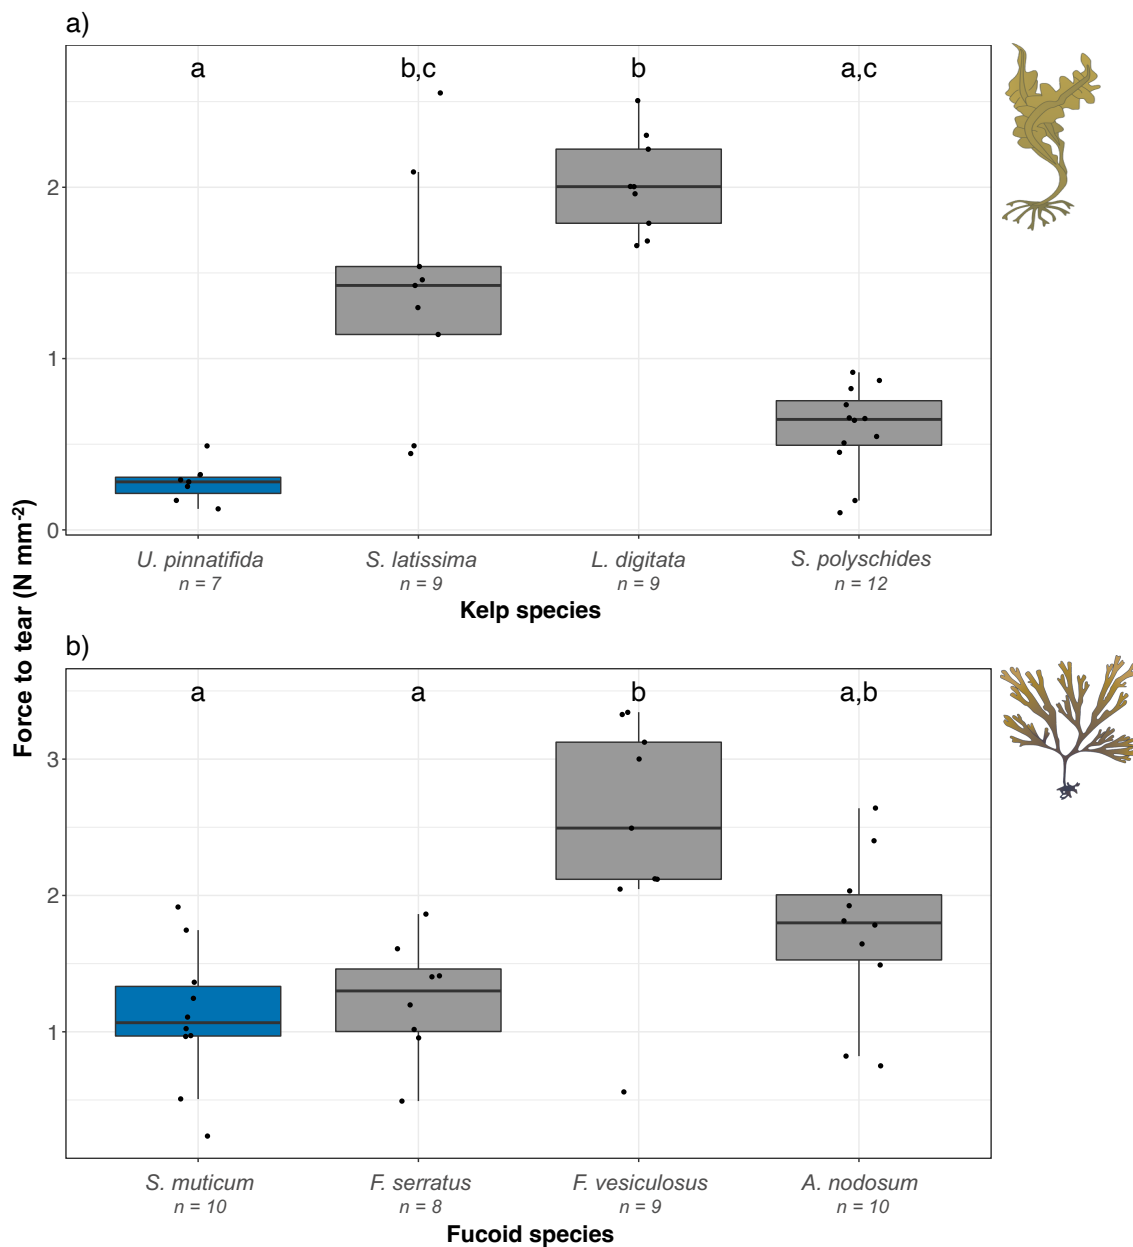 a)
a b,c b a,c
2
1
0
U. pinnatifida S. latissima L. digitata S. polyschides
n = 7 n = 9 n = 9 n = 12
Kelp species
Force to tear (N mm-2)
b)
a a b a,b
3
2
1
S. muticum F. serratus F. vesiculosus A. nodosum
n = 10 n = 8 n = 9 n = 10
Fucoid species